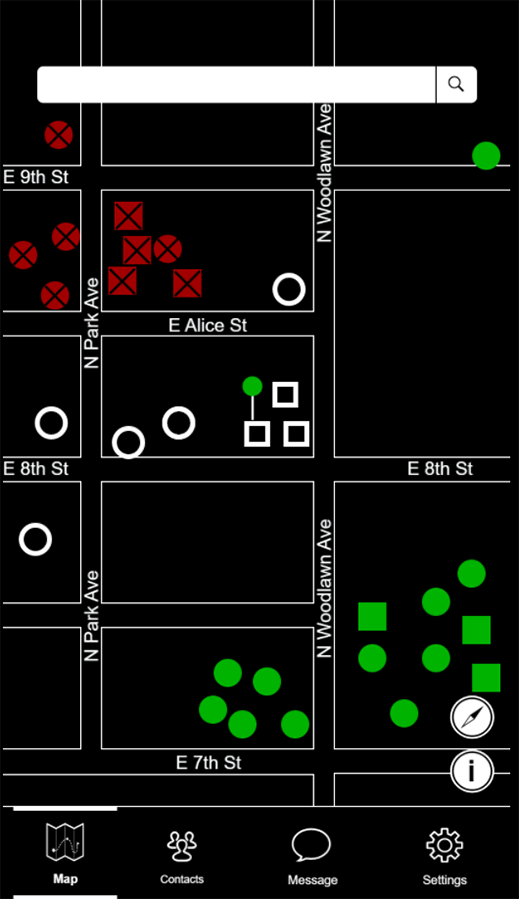 N Woodlawn Ave
E 9th St
E Alice St
N Park Ave
E 8th St
E 8th St
N Park Ave
N Woodlawn Ave
E 7th St
i
Map
Contacts
Message
Settings